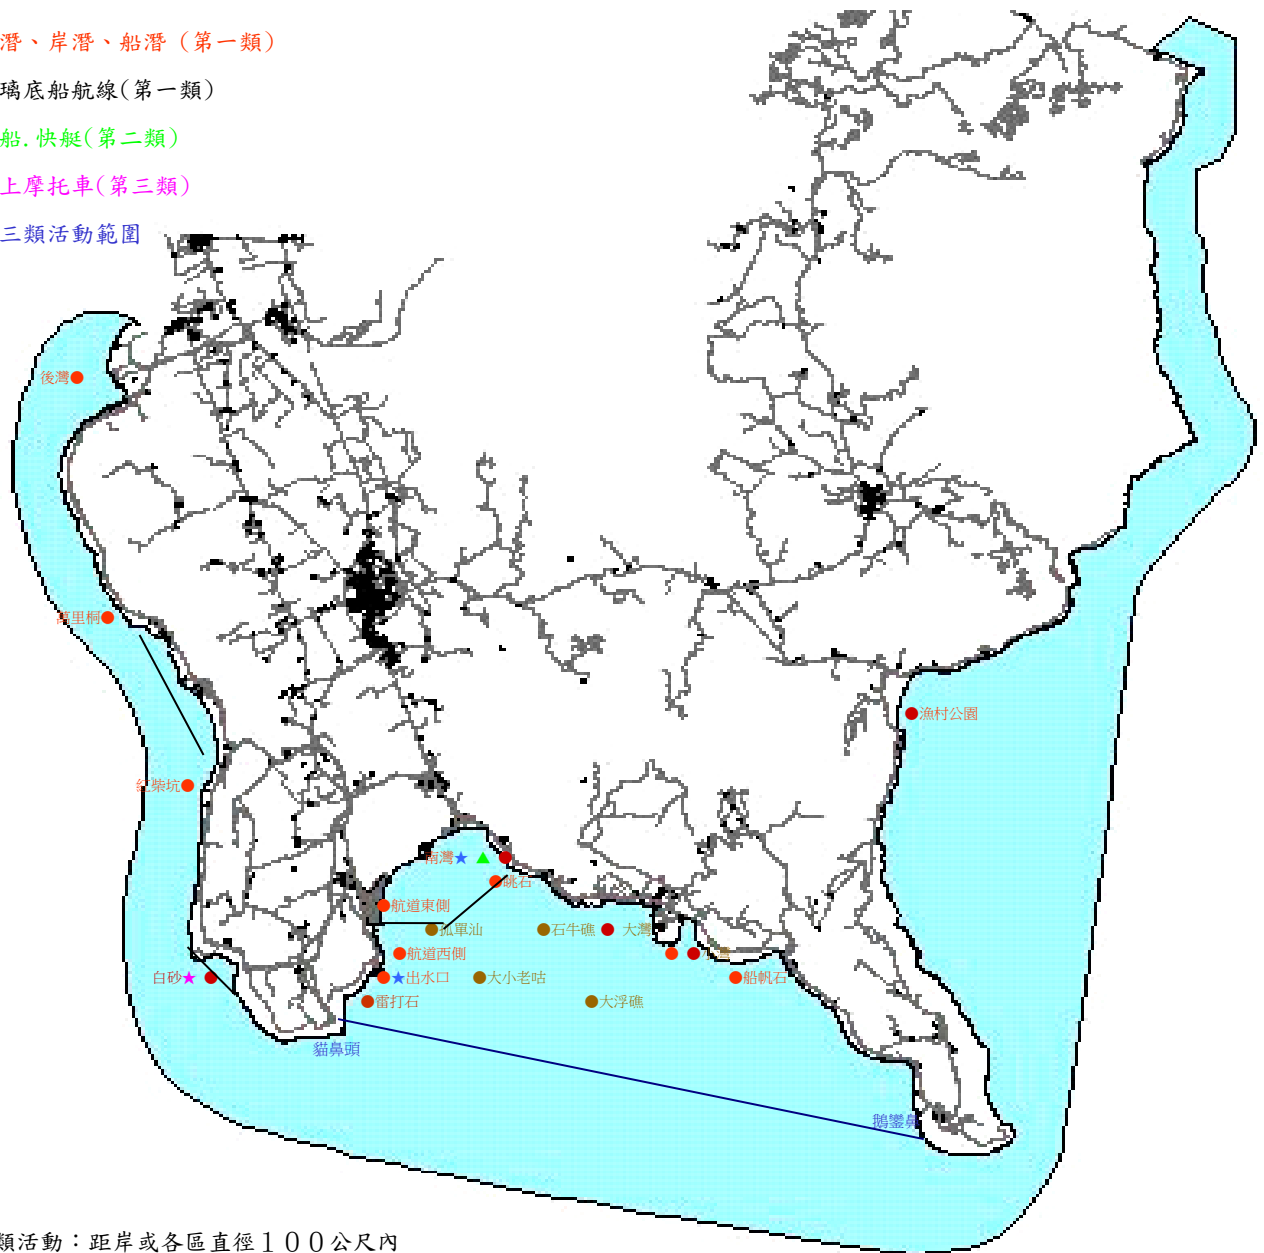 潛、岸潛、船潛 (第一類)
璃底船航線(第一類)
船.快艇(第二類)
上摩托車(第三類)
三類活動範圍
後灣
萬里桐
紅柴坑
漁村公園
南灣
眺石
航道東側
孤單汕
石牛礁
大灣
航道西側
小灣
白砂
出水口
大小老咕
船帆石
雷打石
大浮礁
貓鼻頭
鵝鑾鼻
類活動：距岸或各區直徑１００公尺內